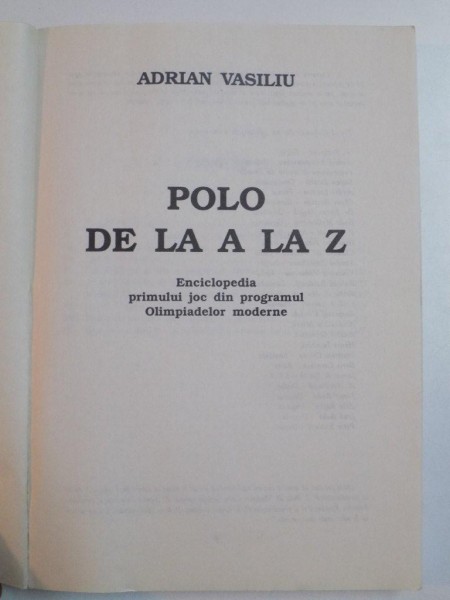 ADRIAN VASILIU
POLO
DE LA A LA Z
Enciclopedia
primului joc din programul
Olimpiadelor moderne